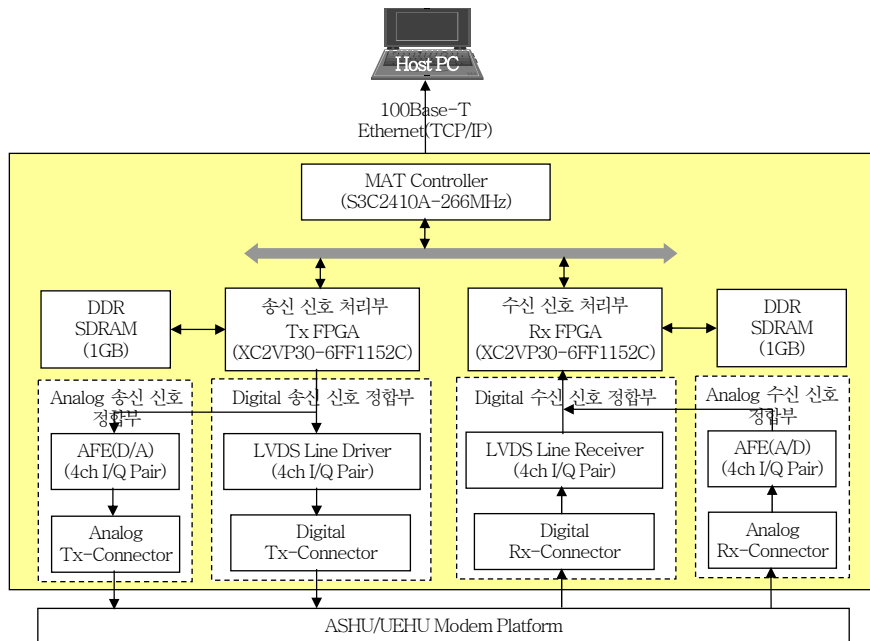 Host PC
100Base-T
Ethernet(TCP/IP)
MAT Controller
(S3C2410A-266MHz)
DDR
SDRAM
(1GB)
송신 신호 처리부
Tx FPGA
(XC2VP30-6FF1152C)
수신 신호 처리부
Rx FPGA
(XC2VP30-6FF1152C)
DDR
SDRAM
(1GB)
Analog 송신 신호
정합부
AFE(D/A)
(4ch I/Q Pair)
Analog
Tx-Connector
Digital 송신 신호 정합부
LVDS Line Driver
(4ch I/Q Pair)
Digital
Tx-Connector
Digital 수신 신호 정합부
LVDS Line Receiver
(4ch I/Q Pair)
Digital
Rx-Connector
Analog 수신 신호
정합부
AFE(A/D)
(4ch I/Q Pair)
Analog
Rx-Connector
ASHU/UEHU Modem Platform